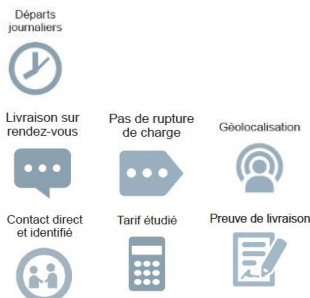 Départs
journaliers
Livraison sur
rendez-vous
Pas de rupture
de charge
Géolocalisation
Contact direct
et identifié
Tarif étudié
Preuve de livraison